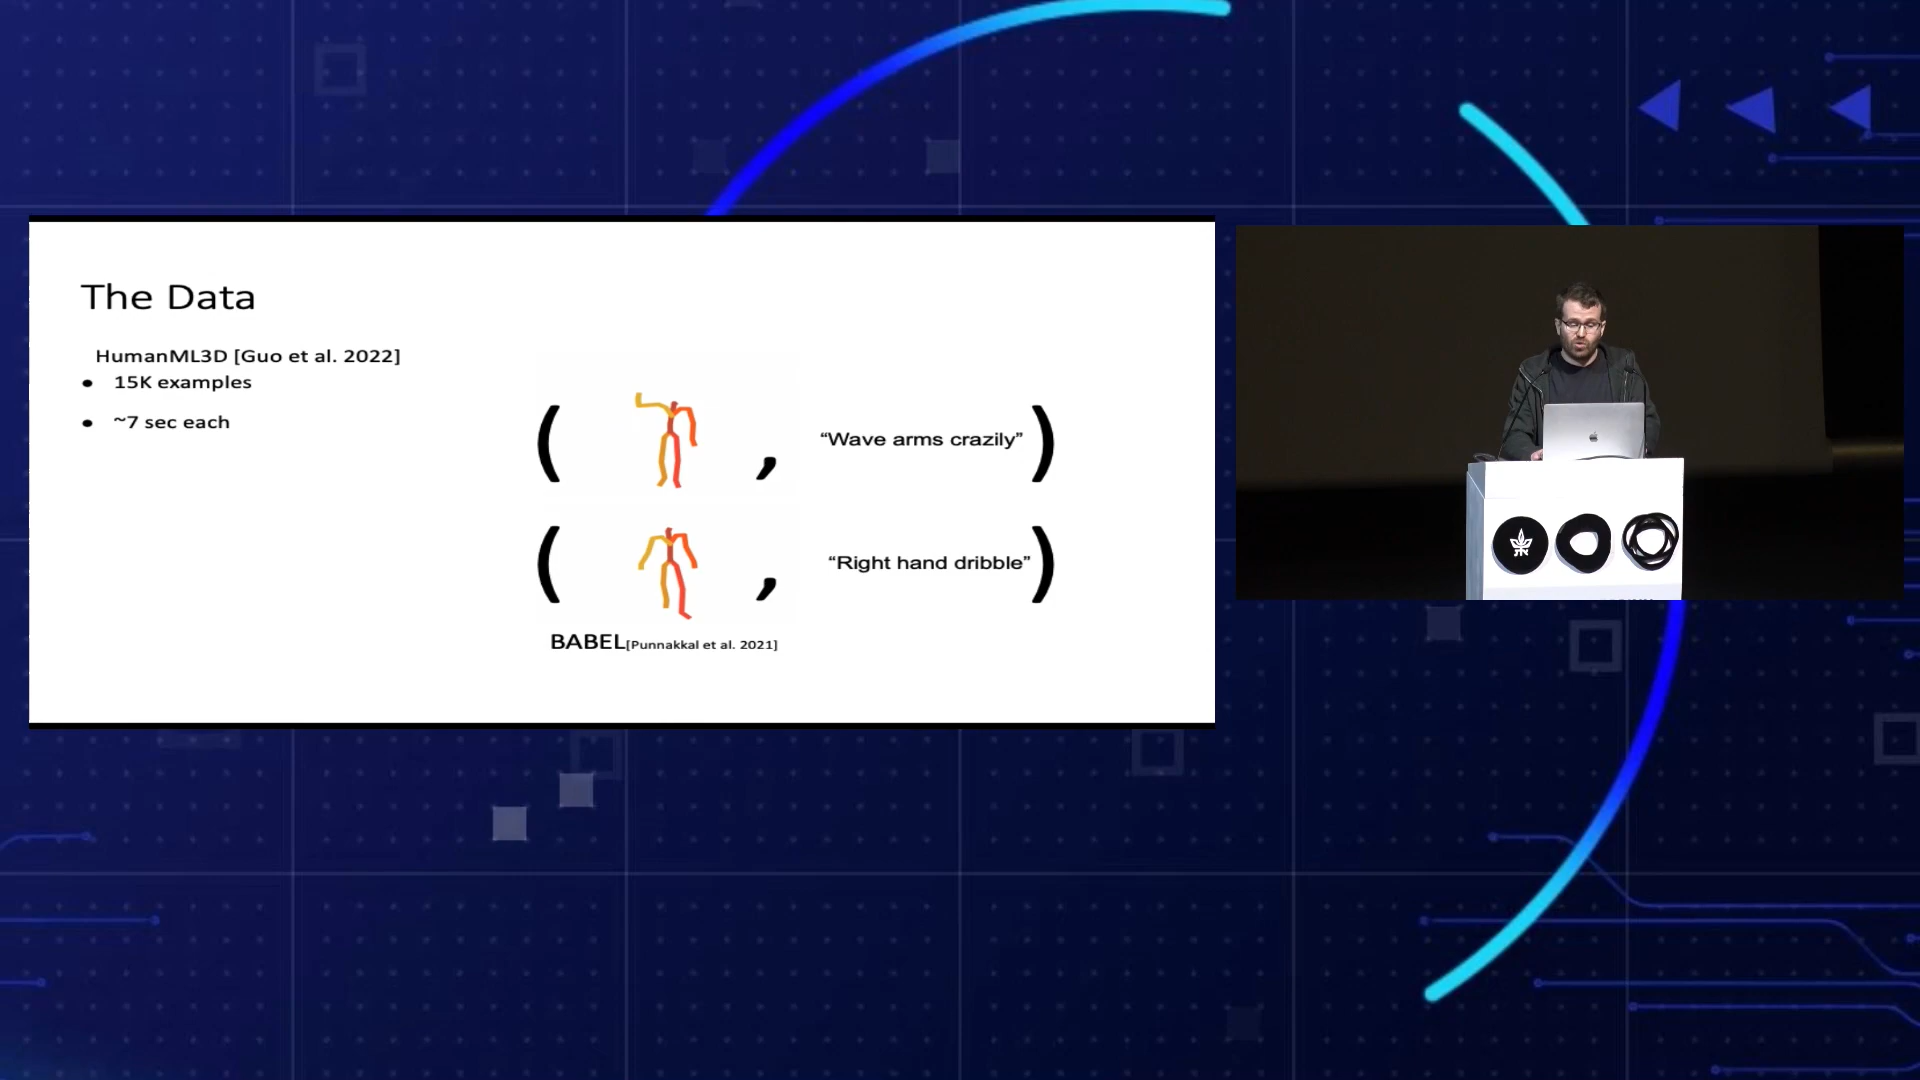 The Data
HumanML3D [Guo et al. 2022]
• 15K examples
• ~7 sec each
( , “Wave arms crazily” )
( , “Right hand dribble” )
BABEL[Punnakkal et al. 2021]